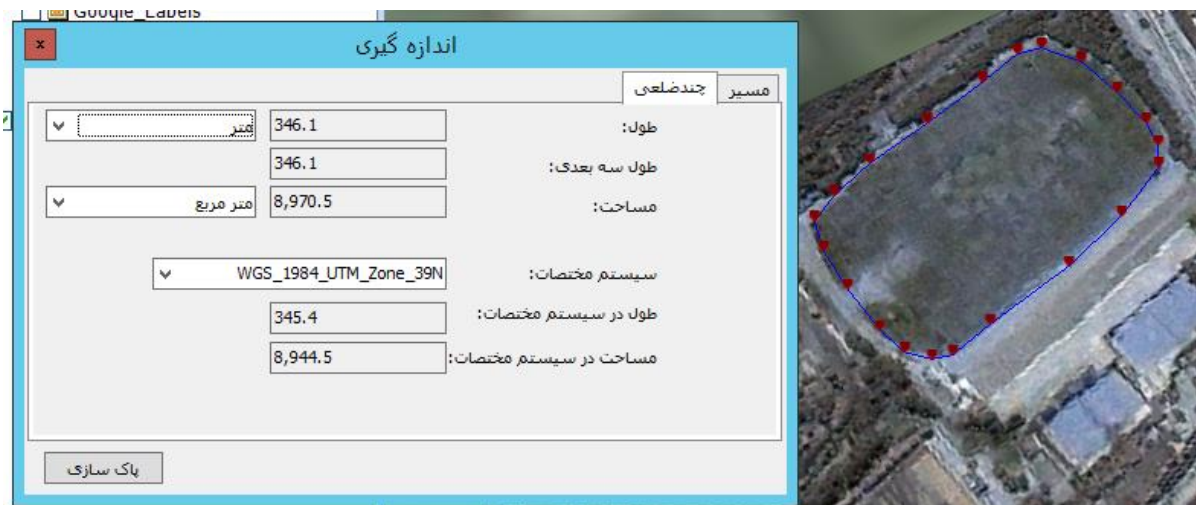 Google_Labels
اندازه گیری
مسیر
چندضلعی
طول: 346.1 متر
طول سه بعدی: 346.1
مساحت: 8,970.5 متر مربع
سیستم مختصات: WGS_1984_UTM_Zone_39N
طول در سیستم مختصات: 345.4
مساحت در سیستم مختصات: 8,944.5
پاک سازی